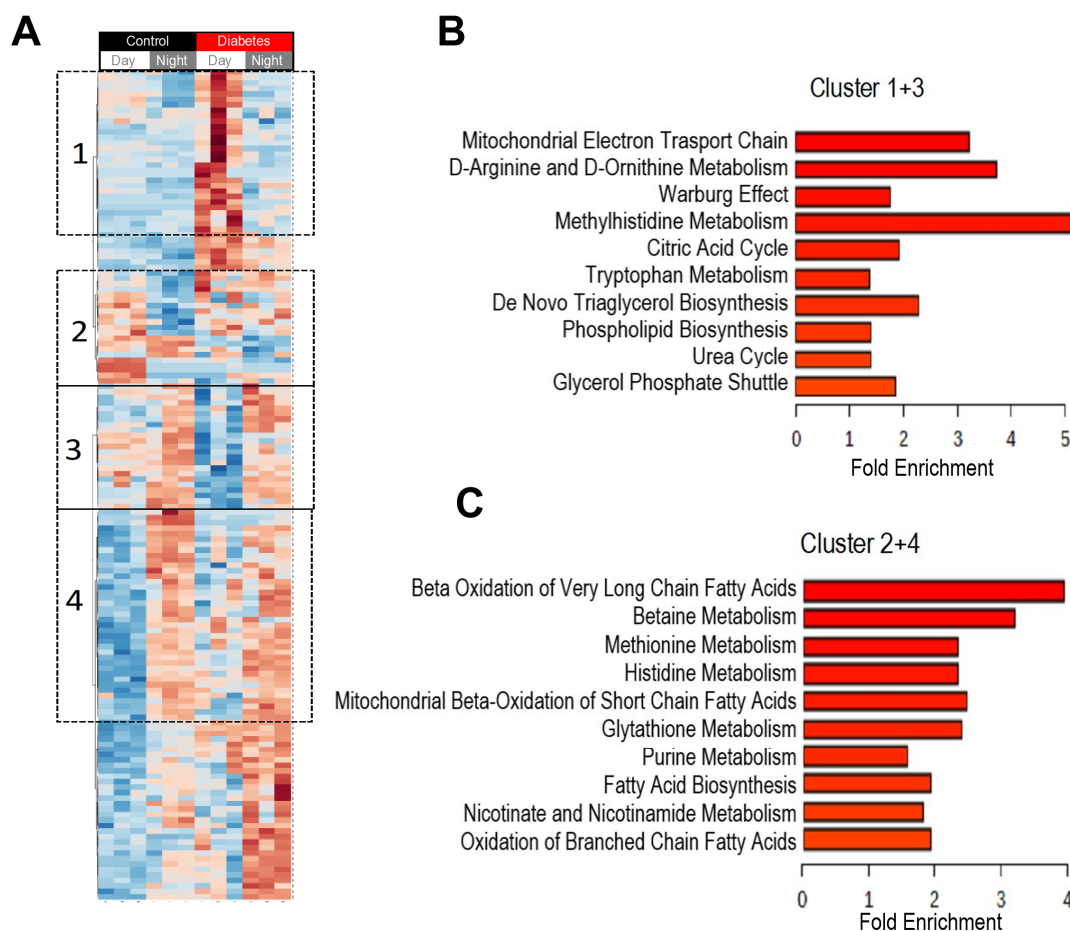 A
Control Diabetes
Day Night Day Night
1
2
3
4
B
Cluster 1+3
Mitochondrial Electron Trasport Chain
D-Arginine and D-Ornithine Metabolism
Warburg Effect
Methylhistidine Metabolism
Citric Acid Cycle
Tryptophan Metabolism
De Novo Triaglycerol Biosynthesis
Phospholipid Biosynthesis
Urea Cycle
Glycerol Phosphate Shuttle
0 1 2 3 4 5
Fold Enrichment
C
Cluster 2+4
Beta Oxidation of Very Long Chain Fatty Acids
Betaine Metabolism
Methionine Metabolism
Histidine Metabolism
Mitochondrial Beta-Oxidation of Short Chain Fatty Acids
Glytathione Metabolism
Purine Metabolism
Fatty Acid Biosynthesis
Nicotinate and Nicotinamide Metabolism
Oxidation of Branched Chain Fatty Acids
0 1 2 3 4
Fold Enrichment